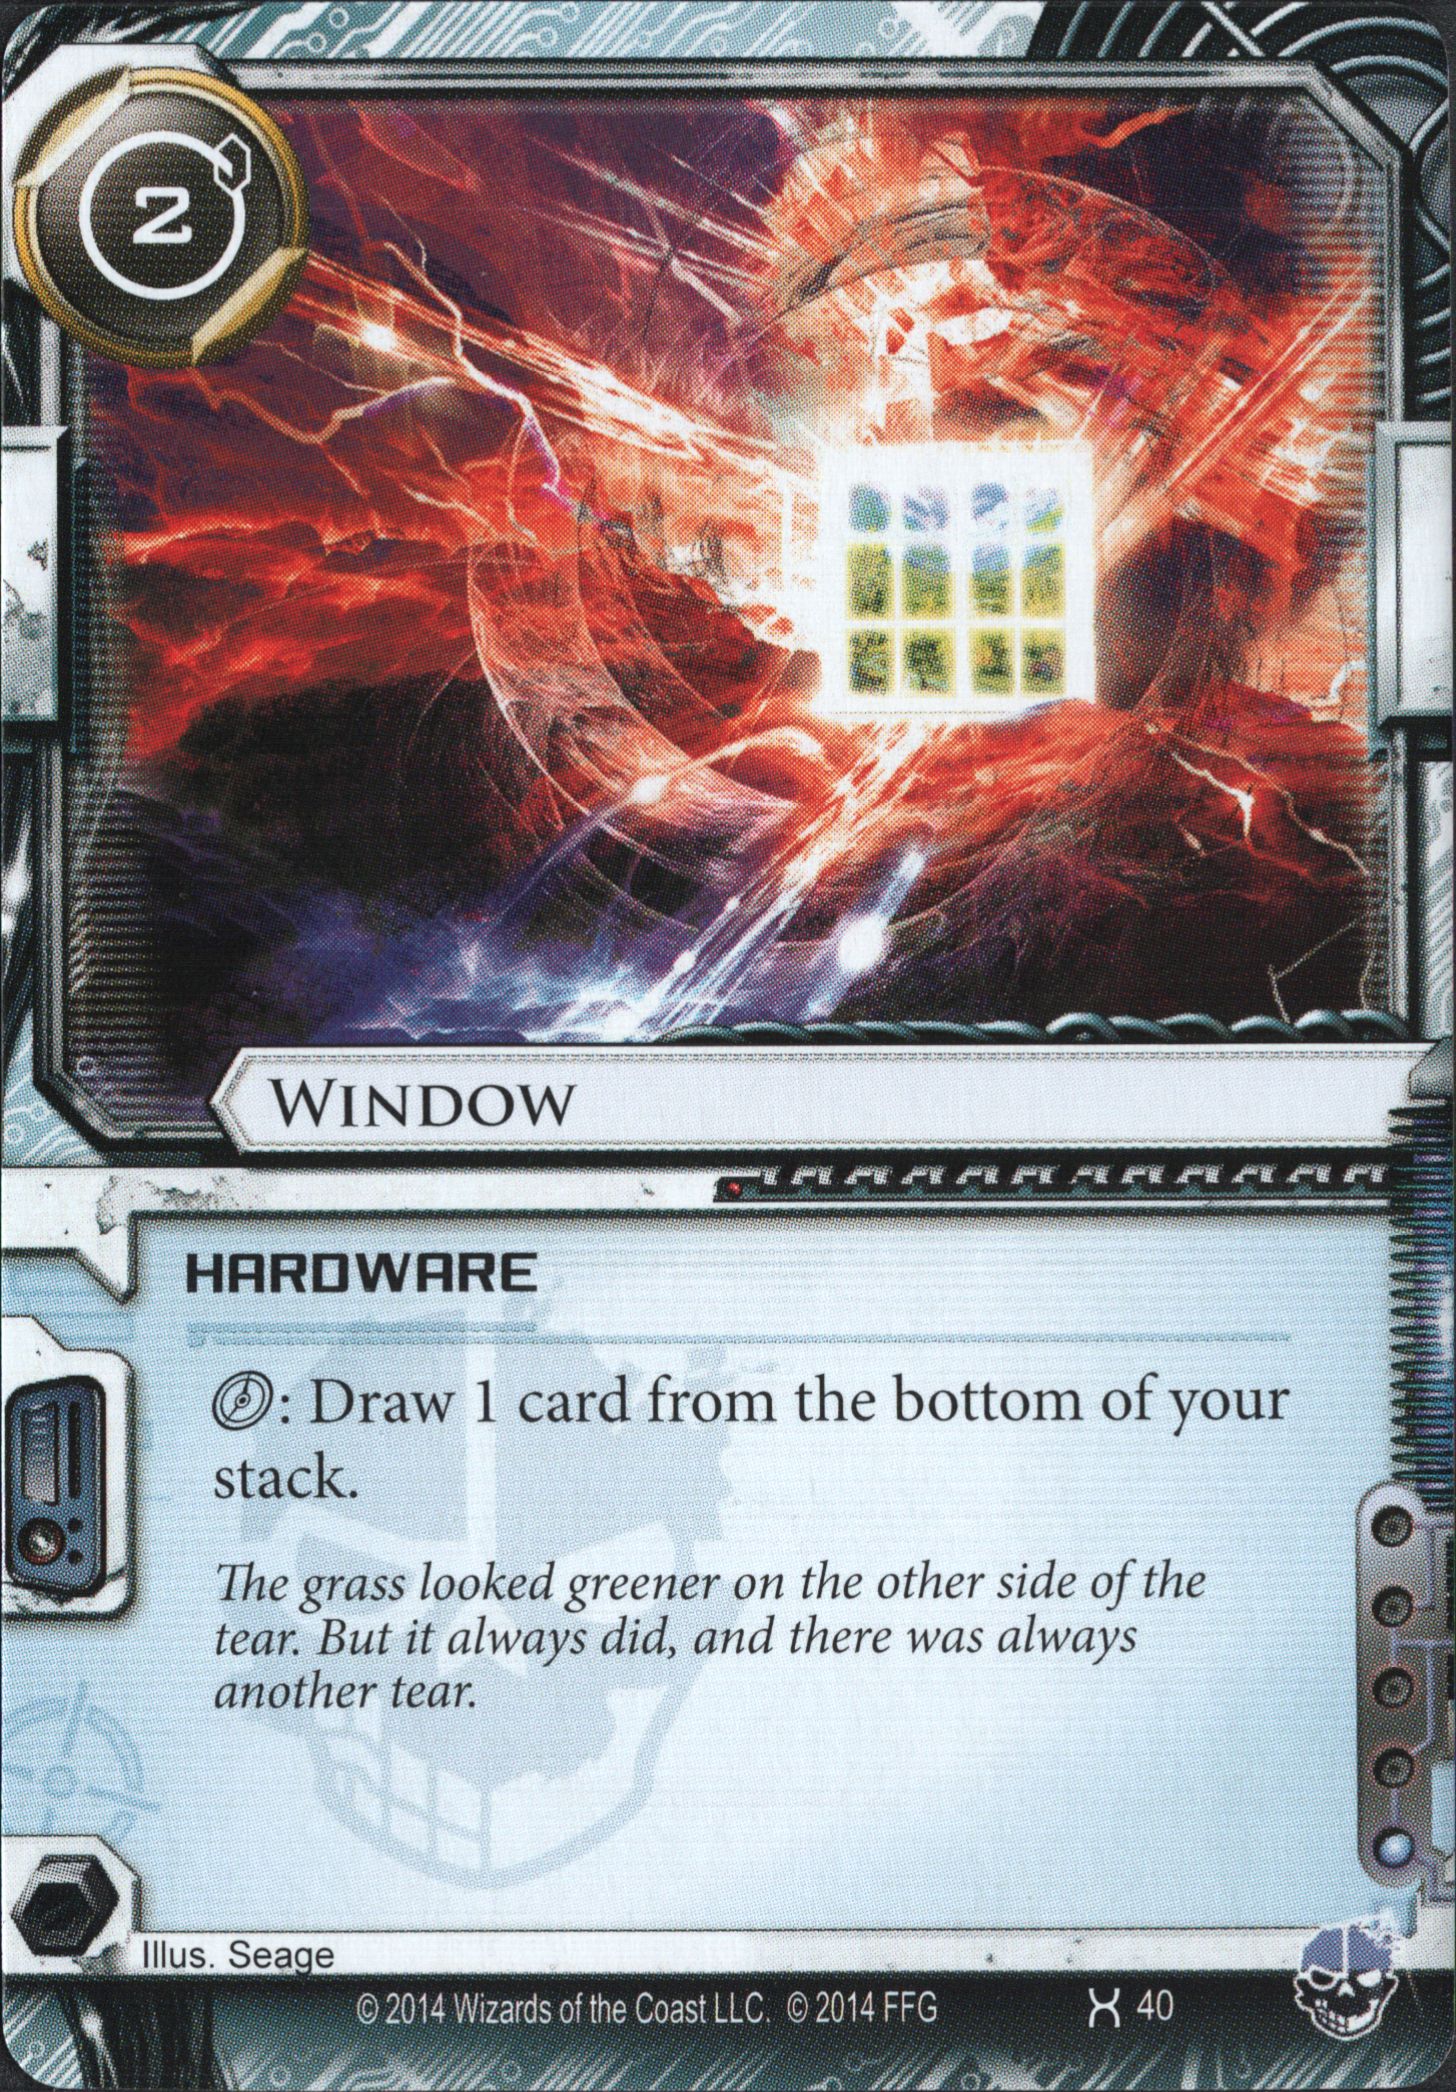 2
WINDOW
HARDWARE
: Draw 1 card from the bottom of your
stack.
The grass looked greener on the other side of the
tear. But it always did, and there was always
another tear.
Illus. Seage
© 2014 Wizards of the Coast LLC. © 2014 FFG
40